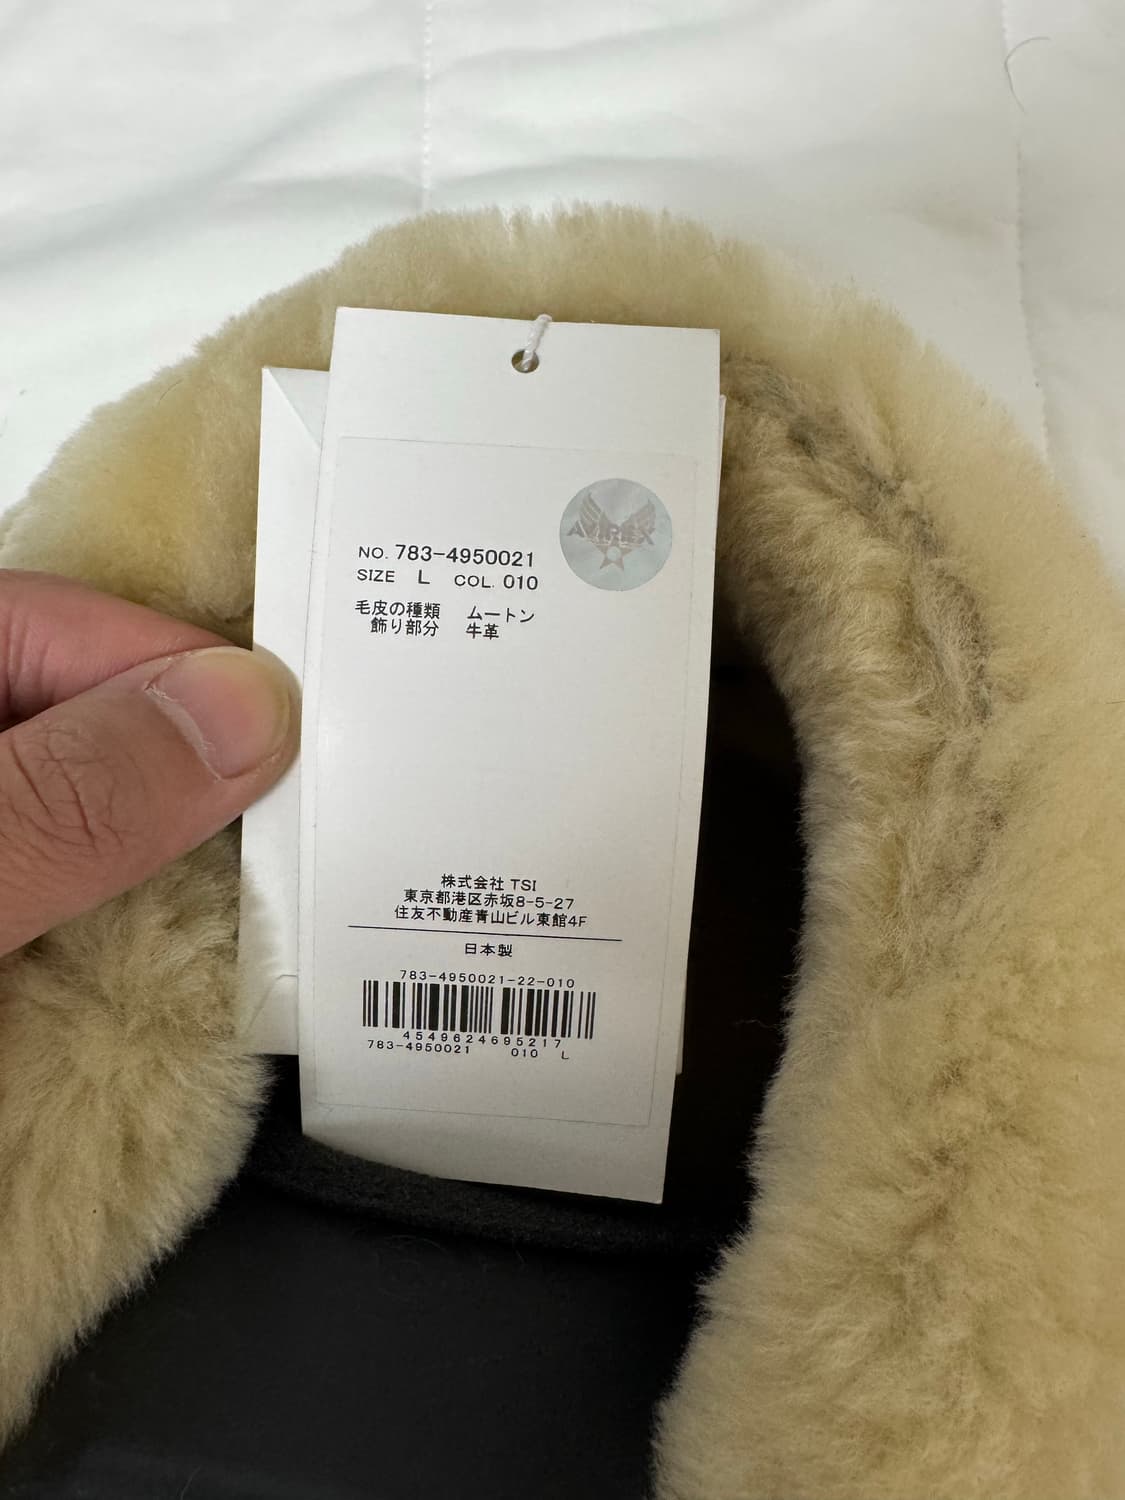 AVIREX
NO. 783-4950021
SIZE L COL. 010
毛皮の種類 ムートン
飾り部分 牛革
株式会社 TSI
東京都港区赤坂8-5-27
住友不動産青山ビル東館4F
日本製
783-4950021-22-010
4549624695217
783-4950021 010 L